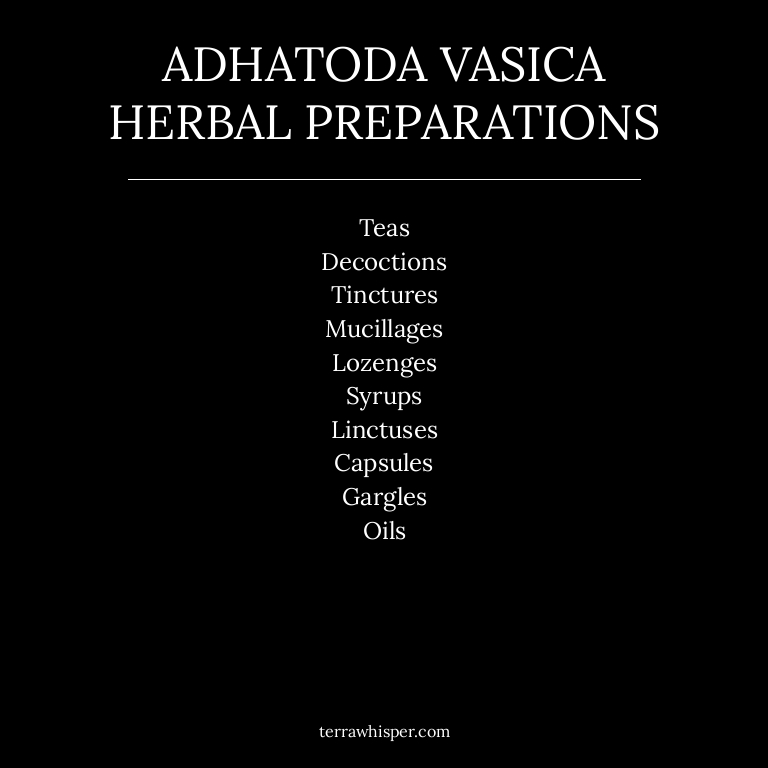 ADHATODA VASICA
HERBAL PREPARATIONS
Teas
Decoctions
Tinctures
Mucillages
Lozenges
Syrups
Linctuses
Capsules
Gargles
Oils
terrawhisper.com